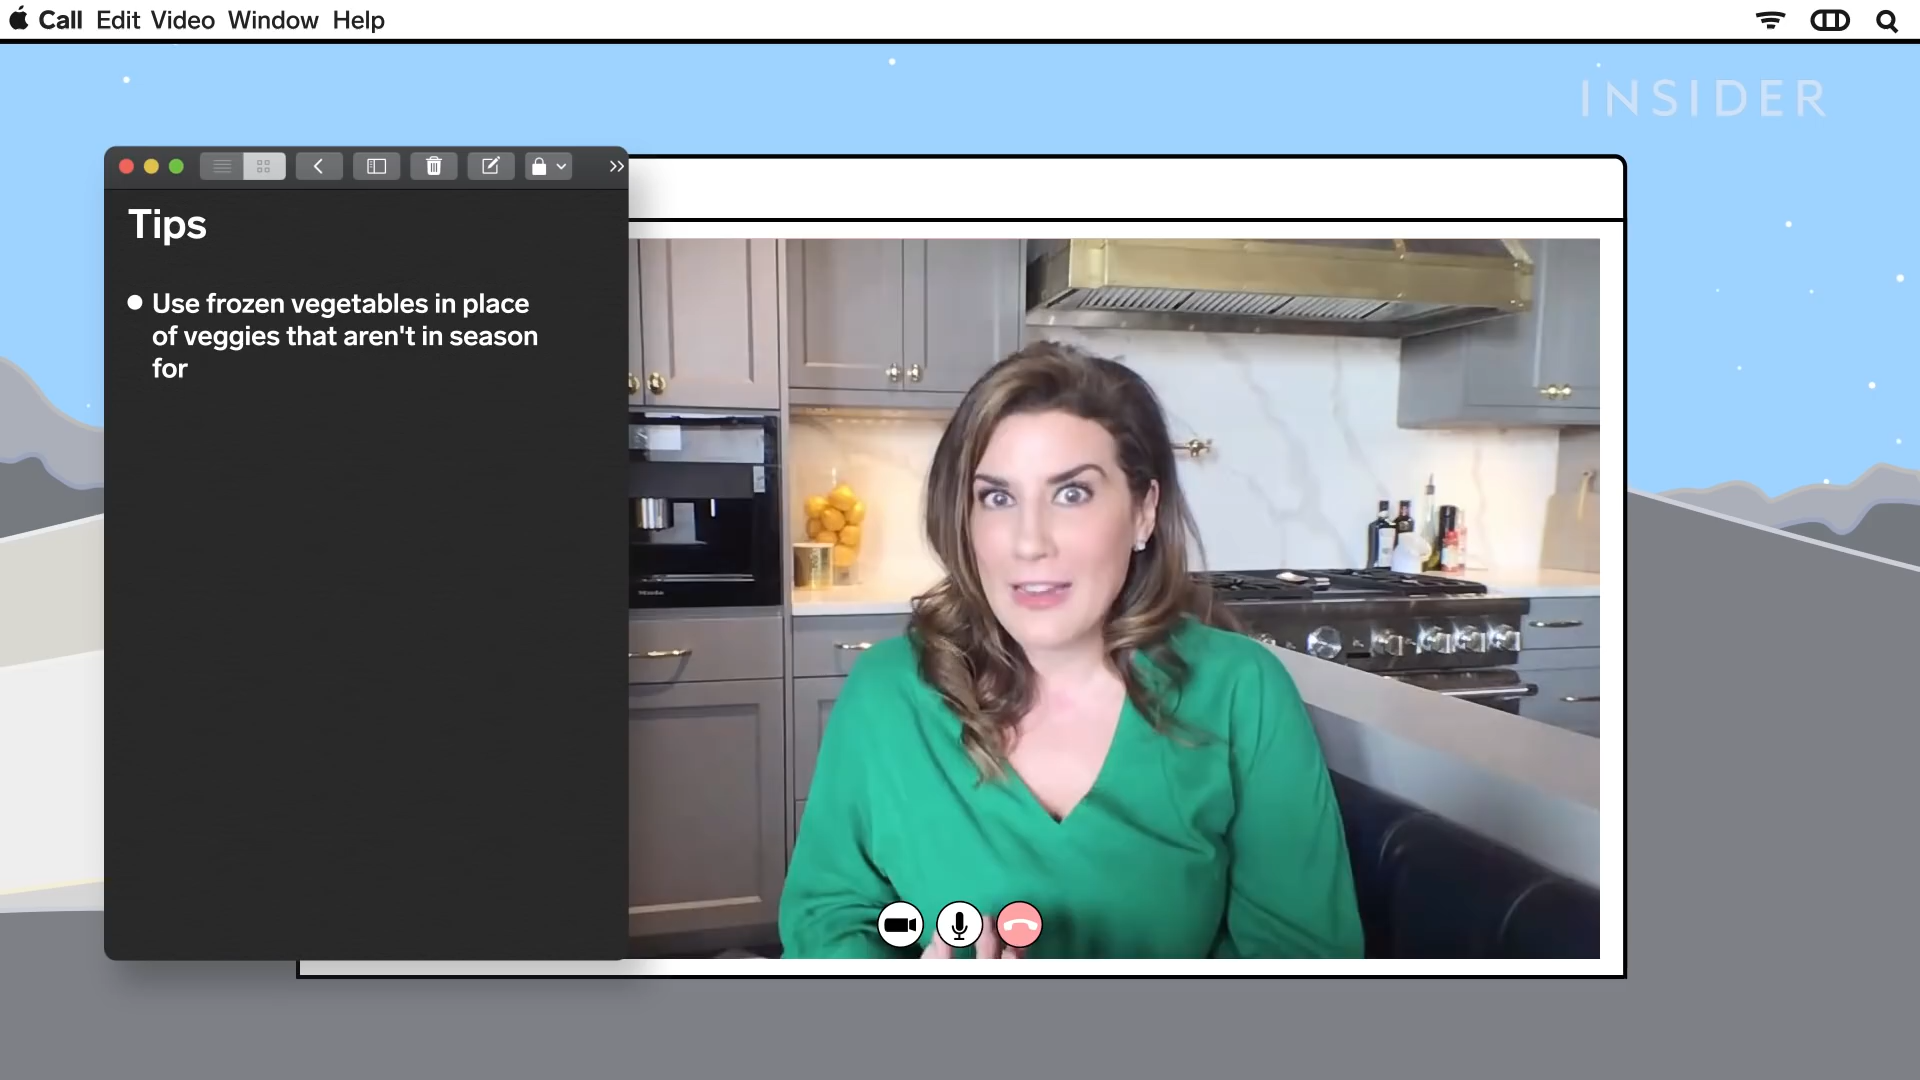 Call Edit Video Window Help
INSIDER
Tips
Use frozen vegetables in place
of veggies that aren't in season
for